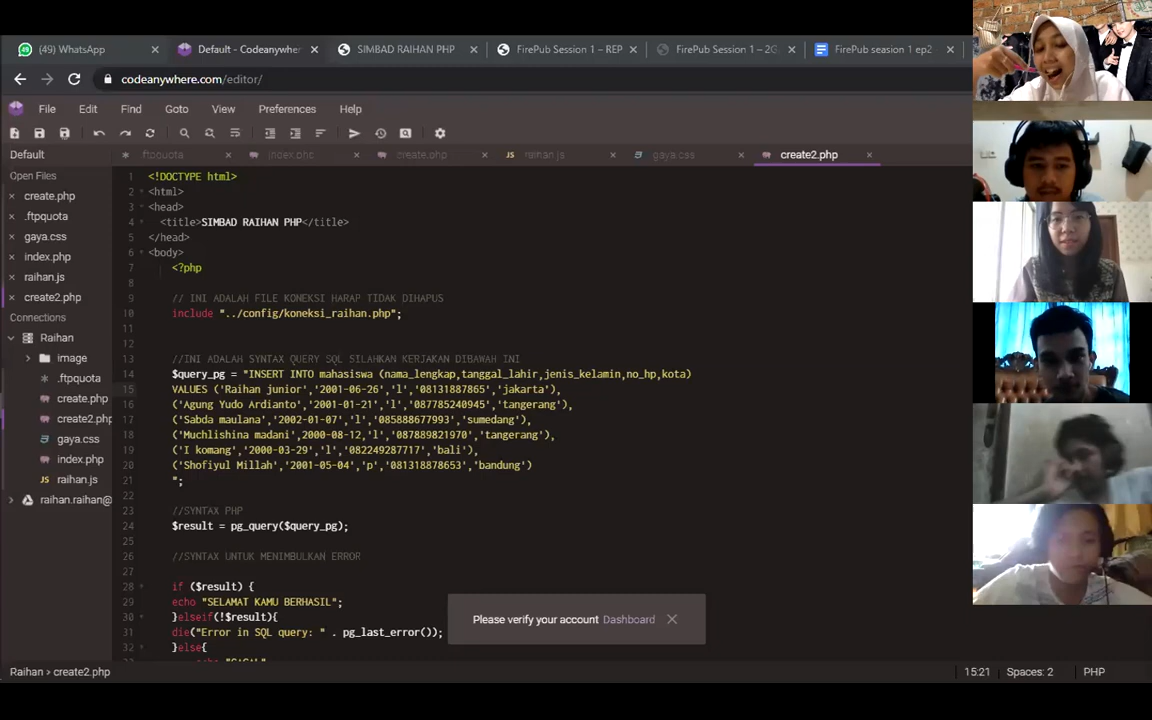 (49) WhatsApp
Default - Codeanywhere
SIMBAD RAIHAN PHP
FirePub Session 1 – REP
FirePub Session 1 – 2G
FirePub season 1 ep2
codeanywhere.com/editor/
File Edit Find Goto View Preferences Help
Default
ftpquota
index.php
create.php
raihan.js
gaya.css
create2.php
Open Files
create.php
.ftpquota
gaya.css
index.php
raihan.js
create2.php
Connections
Raihan
image
.ftpquota
create.php
create2.php
gaya.css
index.php
raihan.js
raihan.raihan@
1 <!DOCTYPE html>
2 <html>
3 <head>
4 <title>SIMBAD RAIHAN PHP</title>
5 </head>
6 <body>
7 <?php
8
9 // INI ADALAH FILE KONEKSI HARAP TIDAK DIHAPUS
10 include "../config/koneksi_raihan.php";
11
12
13 //INI ADALAH SYNTAX QUERY SQL SILAHKAN KERJAKAN DIBAWAH INI
14 $query_pg = "INSERT INTO mahasiswa (nama_lengkap,tanggal_lahir,jenis_kelamin,no_hp,kota)
15 VALUES ('Raihan junior','2001-06-26','l','08131887865','jakarta'),
16 ('Agung Yudo Ardianto','2001-01-21','l','087785240945','tangerang'),
17 ('Sabda maulana','2002-01-07','l','085888677993','sumedang'),
18 ('Muchlishina madani',2000-08-12,'l','087889821970','tangerang'),
19 ('I komang','2000-03-29','l','082249287717','bali'),
20 ('Shofiyul Millah','2001-05-04','p','081318878653','bandung')
21 ";
22
23 //SYNTAX PHP
24 $result = pg_query($query_pg);
25
26 //SYNTAX UNTUK MENIMBULKAN ERROR
27
28 if ($result) {
29 echo "SELAMAT KAMU BERHASIL";
30 }elseif(!$result){
31 die("Error in SQL query: " . pg_last_error());
32 }else{
Please verify your account Dashboard
Raihan > create2.php
15:21 Spaces: 2 PHP